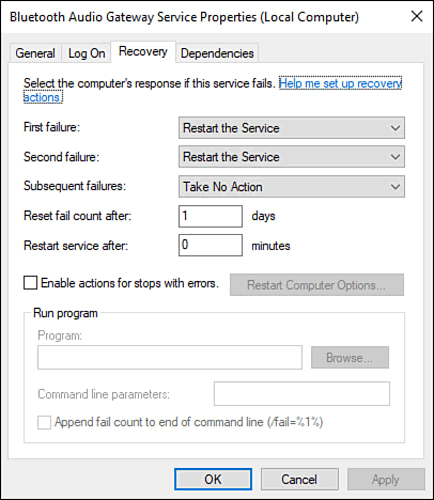 Bluetooth Audio Gateway Service Properties (Local Computer)
General Log On Recovery Dependencies
Select the computer's response if this service fails. Help me set up recovery
actions.
First failure: Restart the Service
Second failure: Restart the Service
Subsequent failures: Take No Action
Reset fail count after: 1 days
Restart service after: 0 minutes
Enable actions for stops with errors. Restart Computer Options...
Run program
Program:
Browse...
Command line parameters:
Append fail count to end of command line (/fail=%1%)
OK Cancel Apply